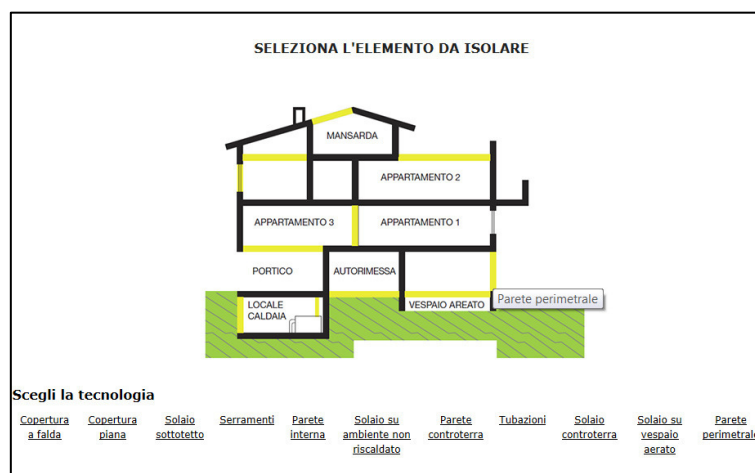 SELEZIONA L'ELEMENTO DA ISOLARE
MANSARDA
APPARTAMENTO 2
APPARTAMENTO 3
APPARTAMENTO 1
PORTICO
AUTORIMESSA
LOCALE
CALDAIA
VESPAIO AREATO
Parete perimetrale
Scegli la tecnologia
Copertura
a falda
Copertura
piana
Solaio
sottotetto
Serramenti
Parete
interna
Solaio su
ambiente non
riscaldato
Parete
controterra
Tubazioni
Solaio
controterra
Solaio su
vespaio
aerato
Parete
perimetrale